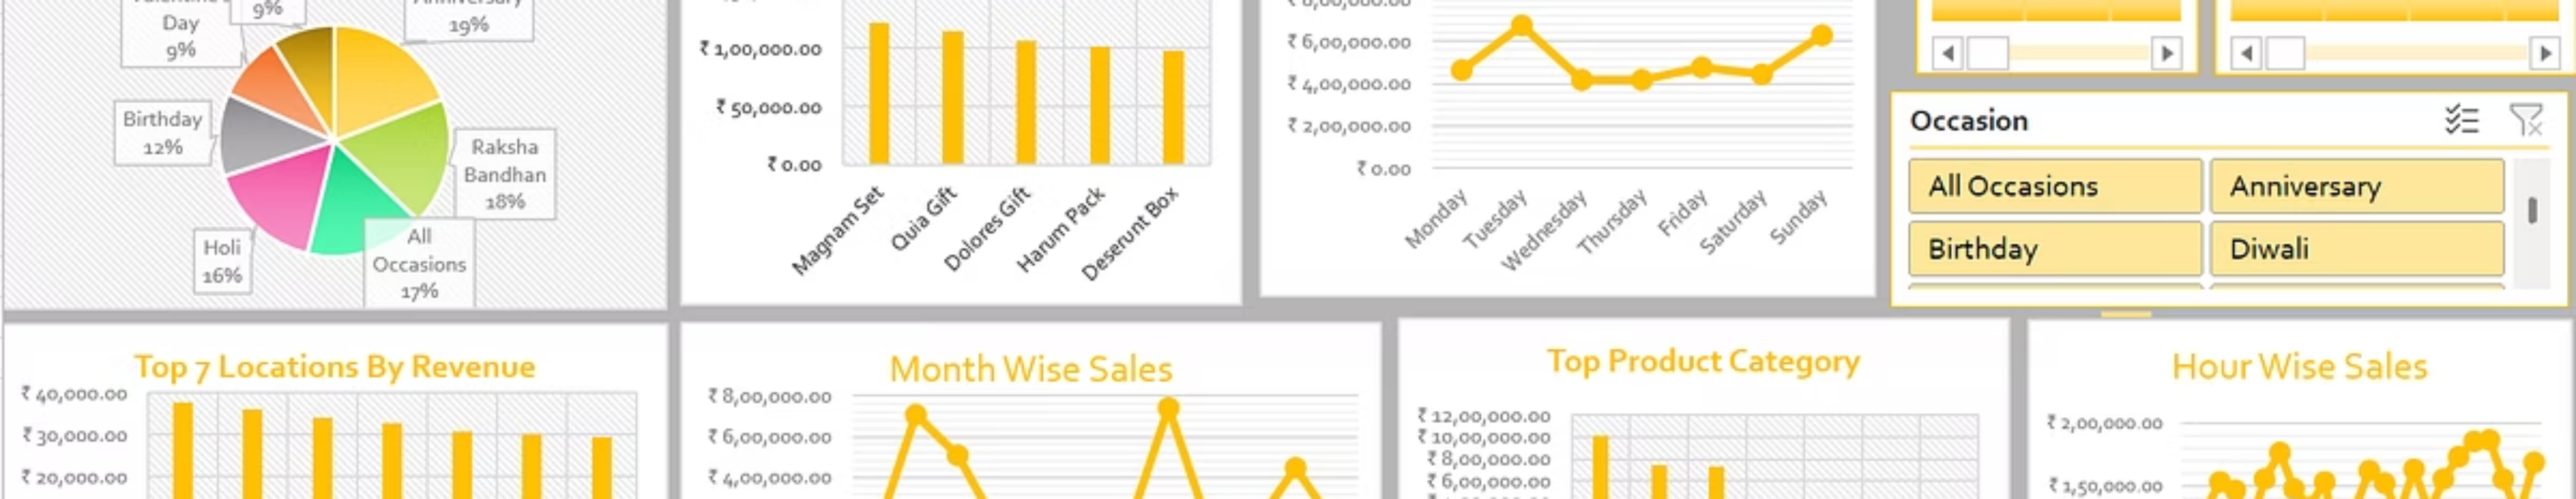 Day
9%
9%
Anniversary
19%
Birthday
12%
Raksha
Bandhan
18%
Holi
16%
All
Occasions
17%
₹ 1,00,000.00
₹ 50,000.00
₹ 0.00
Magnam Set
Quia Gift
Dolores Gift
Harum Pack
Deserunt Box
₹ 6,00,000.00
₹ 4,00,000.00
₹ 2,00,000.00
₹ 0.00
Monday
Tuesday
Wednesday
Thursday
Friday
Saturday
Sunday
Occasion
All Occasions
Anniversary
Birthday
Diwali
Top 7 Locations By Revenue
₹ 40,000.00
₹ 30,000.00
₹ 20,000.00
Month Wise Sales
₹ 8,00,000.00
₹ 6,00,000.00
₹ 4,00,000.00
Top Product Category
₹ 12,00,000.00
₹ 10,00,000.00
₹ 8,00,000.00
₹ 6,00,000.00
Hour Wise Sales
₹ 2,00,000.00
₹ 1,50,000.00